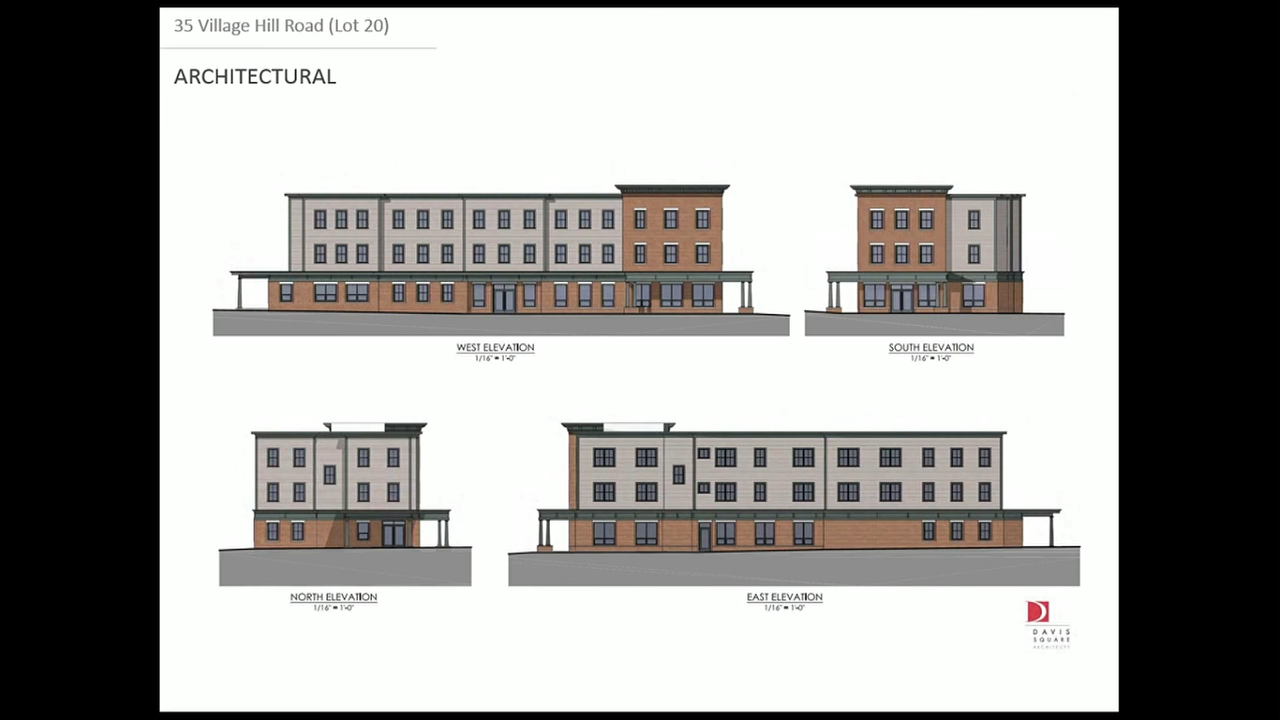 35 Village Hill Road (Lot 20)
ARCHITECTURAL
WEST ELEVATION
1/16" = 1'-0"
SOUTH ELEVATION
1/16" = 1'-0"
NORTH ELEVATION
1/16" = 1'-0"
EAST ELEVATION
1/16" = 1'-0"
DAVIS
SQUARE
ARCHITECTS